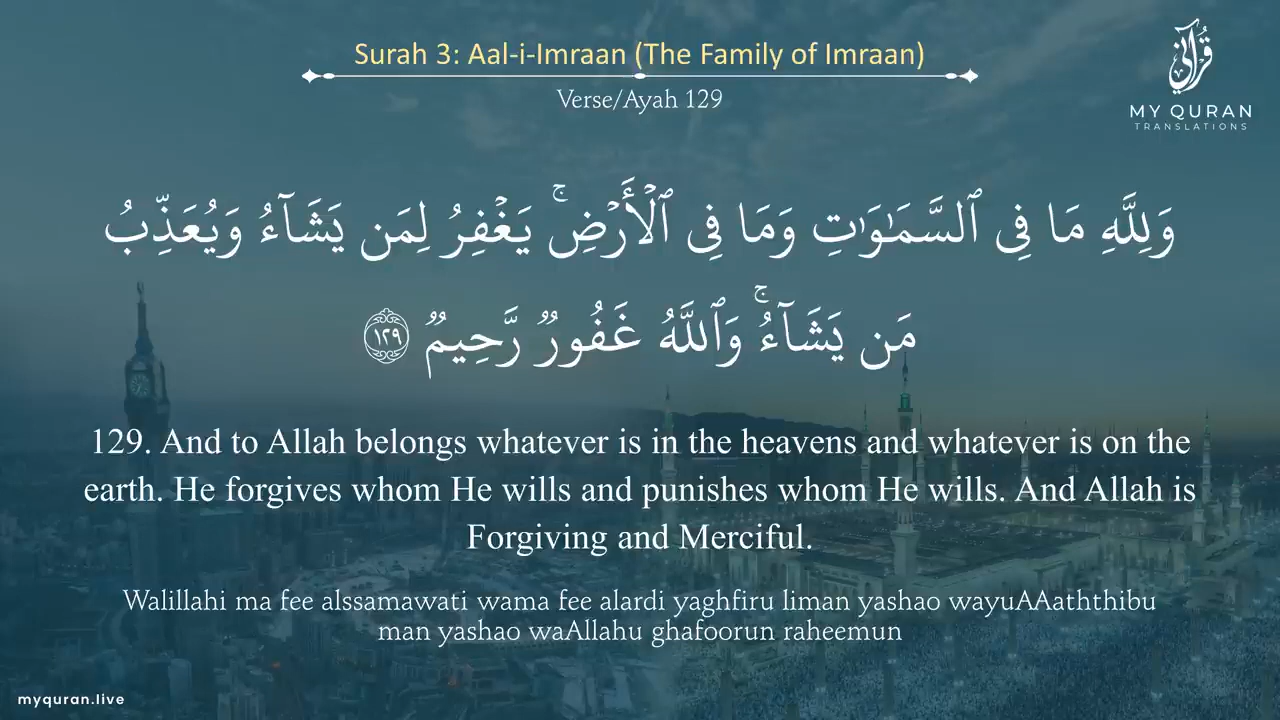 Surah 3: Aal-i-Imraan (The Family of Imraan)
Verse/Ayah 129
قرآني
MY QURAN
TRANSLATIONS
وَلِلَّهِ مَا فِى ٱلسَّمَـٰوَٰتِ وَمَا فِى ٱلْأَرْضِ ۚ يَغْفِرُ لِمَن يَشَآءُ وَيُعَذِّبُ
مَن يَشَآءُ ۚ وَٱللَّهُ غَفُورٌ رَّحِيمٌ ١٢٩
129. And to Allah belongs whatever is in the heavens and whatever is on the
earth. He forgives whom He wills and punishes whom He wills. And Allah is
Forgiving and Merciful.
Walillahi ma fee alssamawati wama fee alardi yaghfiru liman yashao wayuAAaththibu
man yashao waAllahu ghafoorun raheemun
myquran.live